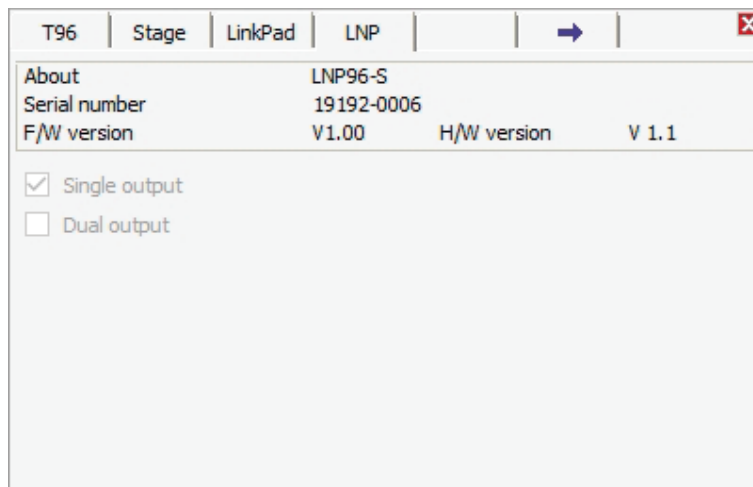 T96 Stage LinkPad LNP
About LNP96-S
Serial number 19192-0006
F/W version V1.00 H/W version V 1.1
Single output
Dual output